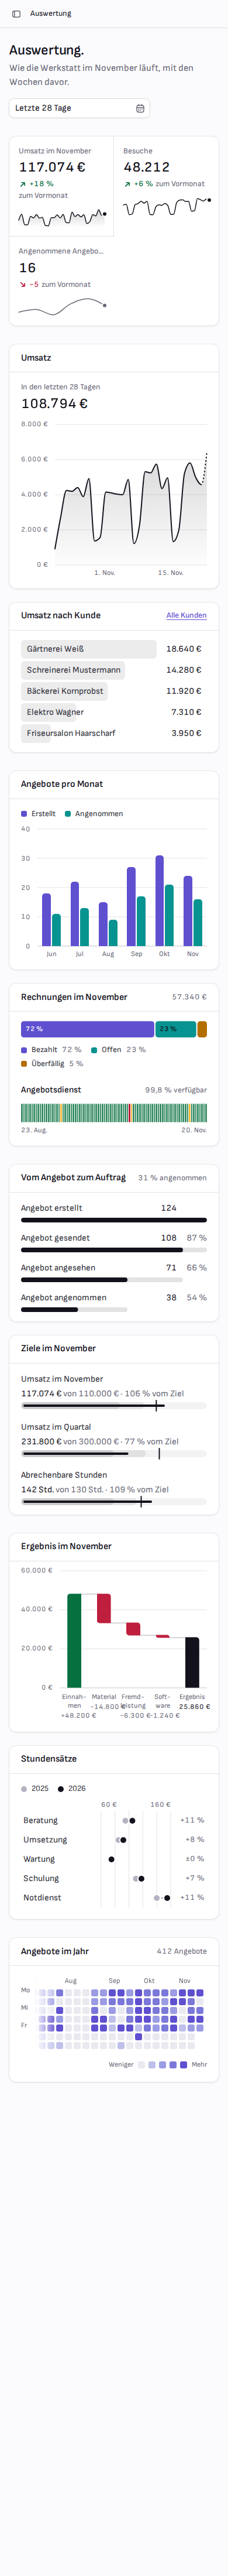 Auswertung
Auswertung.
Wie die Werkstatt im November läuft, mit den
Wochen davor.
Letzte 28 Tage
Umsatz im November
117.074 €
+18 %
zum Vormonat
Besuche
48.212
+6 % zum Vormonat
Angenommene Angebo…
16
−5 zum Vormonat
Umsatz
In den letzten 28 Tagen
108.794 €
8.000 €
6.000 €
4.000 €
2.000 €
0 €
1. Nov. 15. Nov.
Umsatz nach Kunde Alle Kunden
Gärtnerei Weiß 18.640 €
Schreinerei Mustermann 14.280 €
Bäckerei Kornprobst 11.920 €
Elektro Wagner 7.310 €
Friseursalon Haarscharf 3.950 €
Angebote pro Monat
Erstellt Angenommen
40
30
20
10
0
Jun Jul Aug Sep Okt Nov
Rechnungen im November 57.340 €
72 % 23 %
Bezahlt 72 % Offen 23 %
Überfällig 5 %
Angebotsdienst 99,8 % verfügbar
23. Aug. 20. Nov.
Vom Angebot zum Auftrag 31 % angenommen
Angebot erstellt 124
Angebot gesendet 108 87 %
Angebot angesehen 71 66 %
Angebot angenommen 38 54 %
Ziele im November
Umsatz im November
117.074 € von 110.000 € · 106 % vom Ziel
Umsatz im Quartal
231.800 € von 300.000 € · 77 % vom Ziel
Abrechenbare Stunden
142 Std. von 130 Std. · 109 % vom Ziel
Ergebnis im November
60.000 €
40.000 €
20.000 €
0 €
Einnah- Material Fremd- Soft- Ergebnis
men −14.800 € leistung ware 25.860 €
+48.200 € −6.300 € −1.240 €
Stundensätze
2025 2026
60 € 160 €
Beratung +11 %
Umsetzung +8 %
Wartung ±0 %
Schulung +7 %
Notdienst +11 %
Angebote im Jahr 412 Angebote
Aug Sep Okt Nov
Mo
Mi
Fr
Weniger Mehr